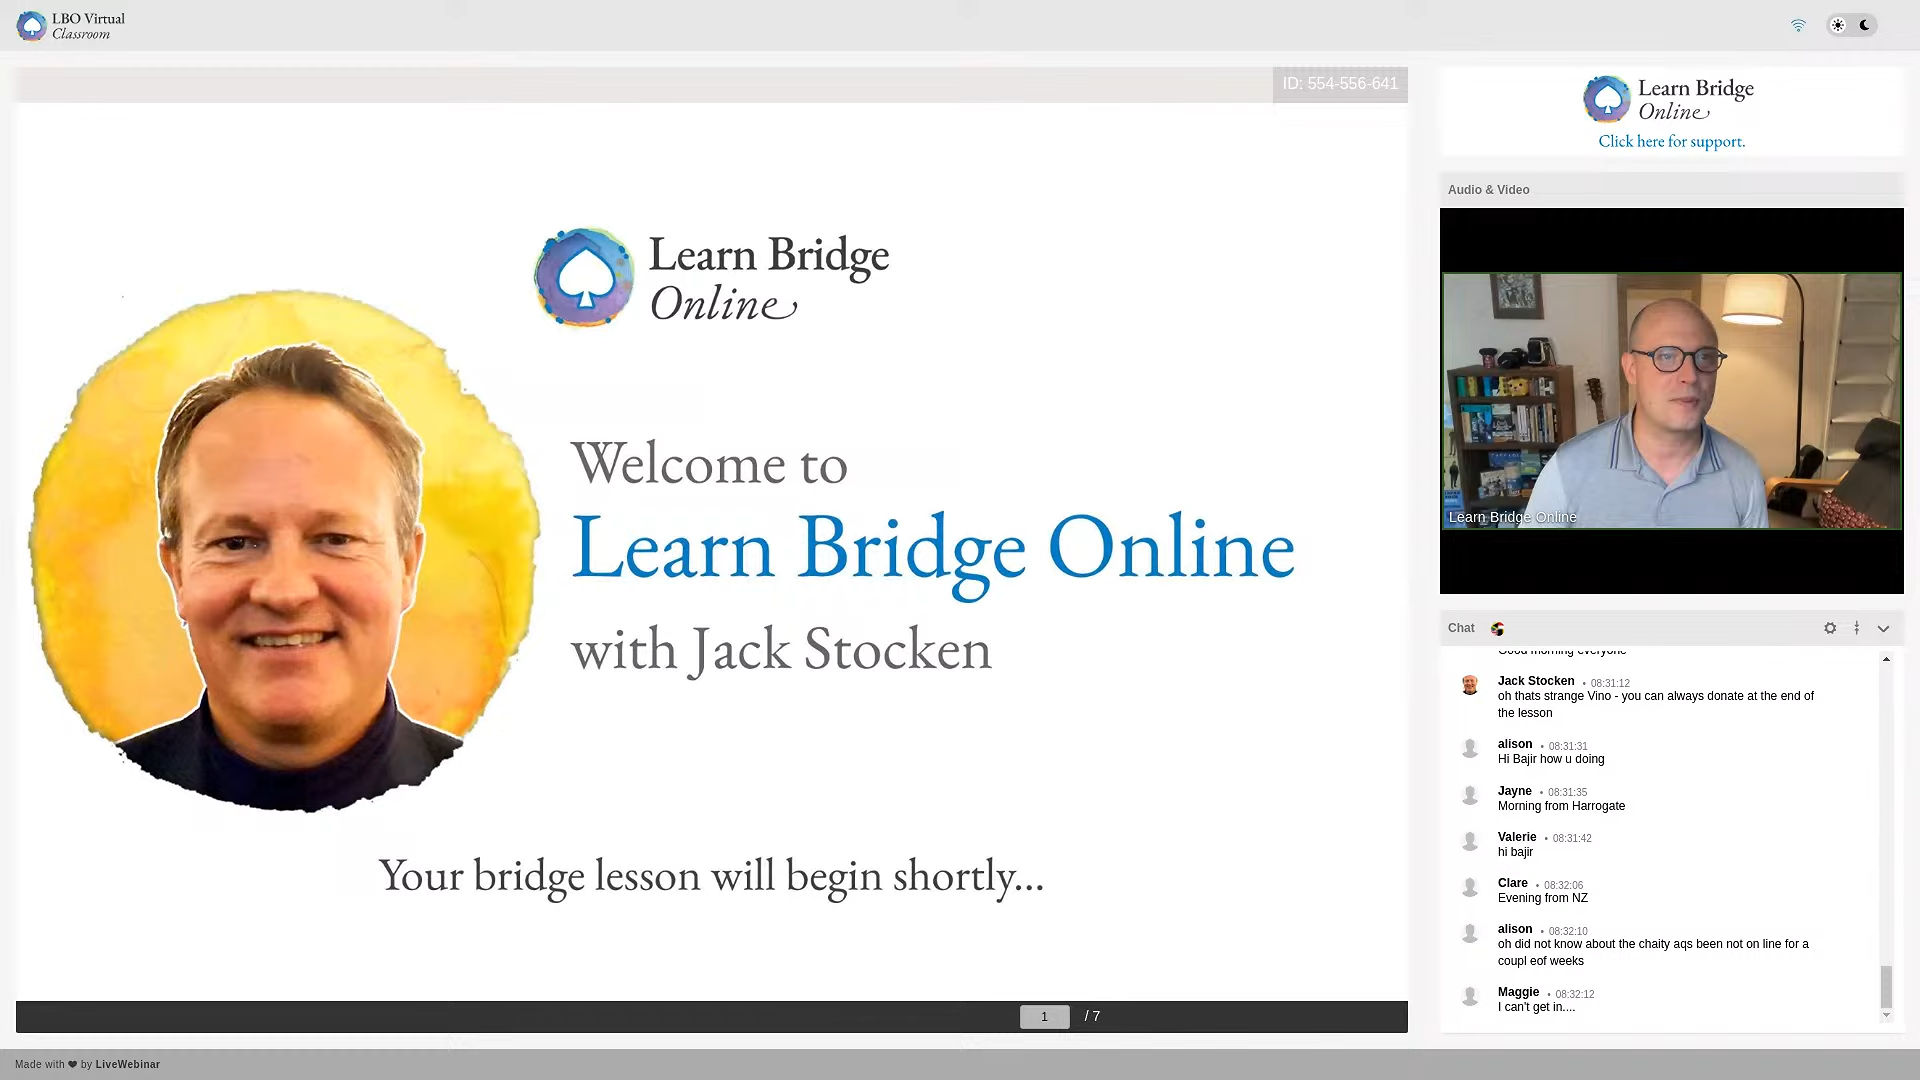 LBO Virtual
Classroom
ID: 554-556-641
Learn Bridge
Online
Welcome to
Learn Bridge Online
with Jack Stocken
Your bridge lesson will begin shortly...
1 / 7
Learn Bridge
Online
Click here for support.
Audio & Video
Learn Bridge Online
Chat
Good morning everyone
Jack Stocken • 08:31:12
oh thats strange Vino - you can always donate at the end of
the lesson
alison • 08:31:31
Hi Bajir how u doing
Jayne • 08:31:35
Morning from Harrogate
Valerie • 08:31:42
hi bajir
Clare • 08:32:06
Evening from NZ
alison • 08:32:10
oh did not know about the chaity aqs been not on line for a
coupl eof weeks
Maggie • 08:32:12
I can't get in....
Made with ❤ by LiveWebinar